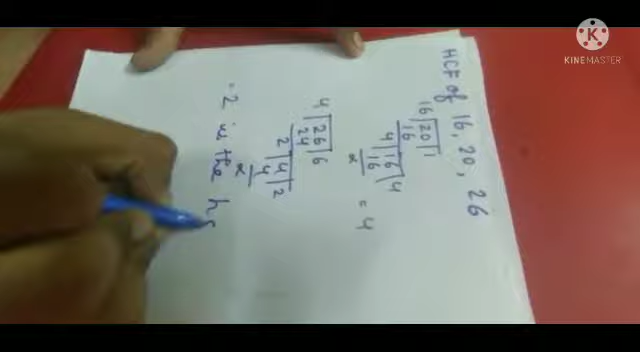 HCF of 16, 20, 26
16 20 1
16
4 16 4
16
× = 4
4 26 6
24
2 4 2
4
×
= 2 is the h
K
KINEMASTER